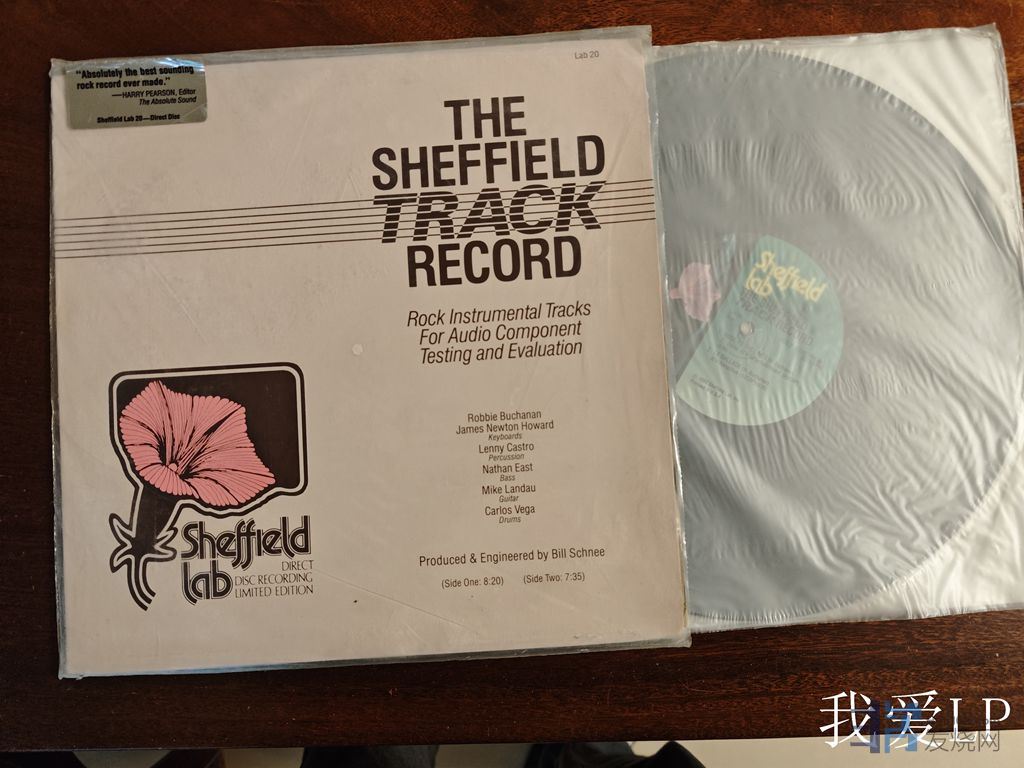 "Absolutely the best sounding
rock record ever made."
—HARRY PEARSON, Editor
The Absolute Sound
Sheffield Lab 20—Direct Disc
Lab 20
THE
SHEFFIELD
TRACK
RECORD
Rock Instrumental Tracks
For Audio Component
Testing and Evaluation
Robbie Buchanan
James Newton Howard
Keyboards
Lenny Castro
Percussion
Nathan East
Bass
Mike Landau
Guitar
Carlos Vega
Drums
Produced & Engineered by Bill Schnee
(Side One: 8:20) (Side Two: 7:35)
Sheffield
lab
DIRECT
DISC RECORDING
LIMITED EDITION
Sheffield
lab
我爱LP
发烧网